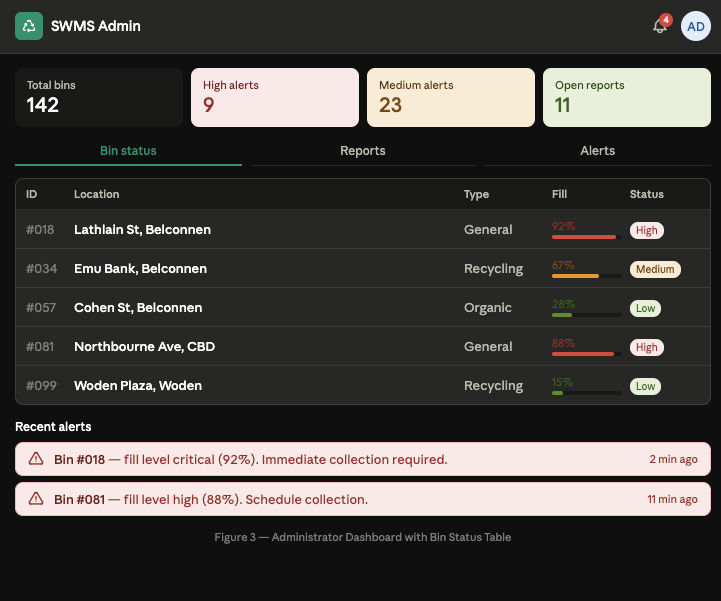 SWMS Admin
4
AD
Total bins
142
High alerts
9
Medium alerts
23
Open reports
11
Bin status Reports Alerts
ID Location Type Fill Status
#018 Lathlain St, Belconnen General 92% High
#034 Emu Bank, Belconnen Recycling 67% Medium
#057 Cohen St, Belconnen Organic 28% Low
#081 Northbourne Ave, CBD General 88% High
#099 Woden Plaza, Woden Recycling 15% Low
Recent alerts
Bin #018 — fill level critical (92%). Immediate collection required. 2 min ago
Bin #081 — fill level high (88%). Schedule collection. 11 min ago
Figure 3 — Administrator Dashboard with Bin Status Table